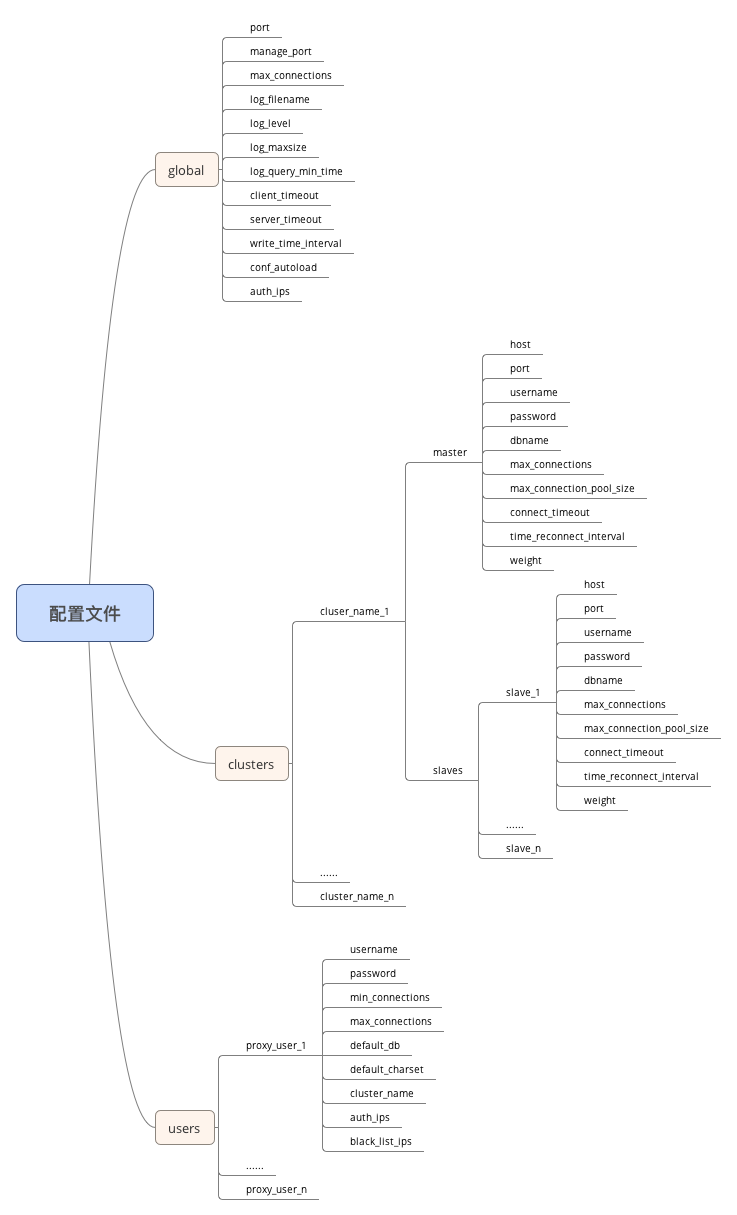 配置文件
global
port
manage_port
max_connections
log_filename
log_level
log_maxsize
log_query_min_time
client_timeout
server_timeout
write_time_interval
conf_autoload
auth_ips
clusters
cluser_name_1
master
host
port
username
password
dbname
max_connections
max_connection_pool_size
connect_timeout
time_reconnect_interval
weight
slaves
slave_1
host
port
username
password
dbname
max_connections
max_connection_pool_size
connect_timeout
time_reconnect_interval
weight
......
slave_n
......
cluster_name_n
users
proxy_user_1
username
password
min_connections
max_connections
default_db
default_charset
cluster_name
auth_ips
black_list_ips
......
proxy_user_n